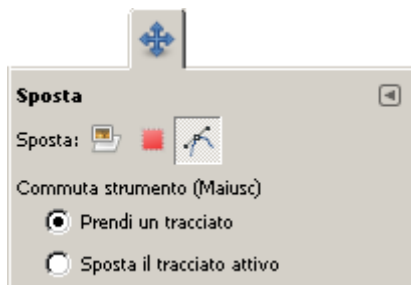 Sposta
Sposta:
Commuta strumento (Maiusc)
Prendi un tracciato
Sposta il tracciato attivo